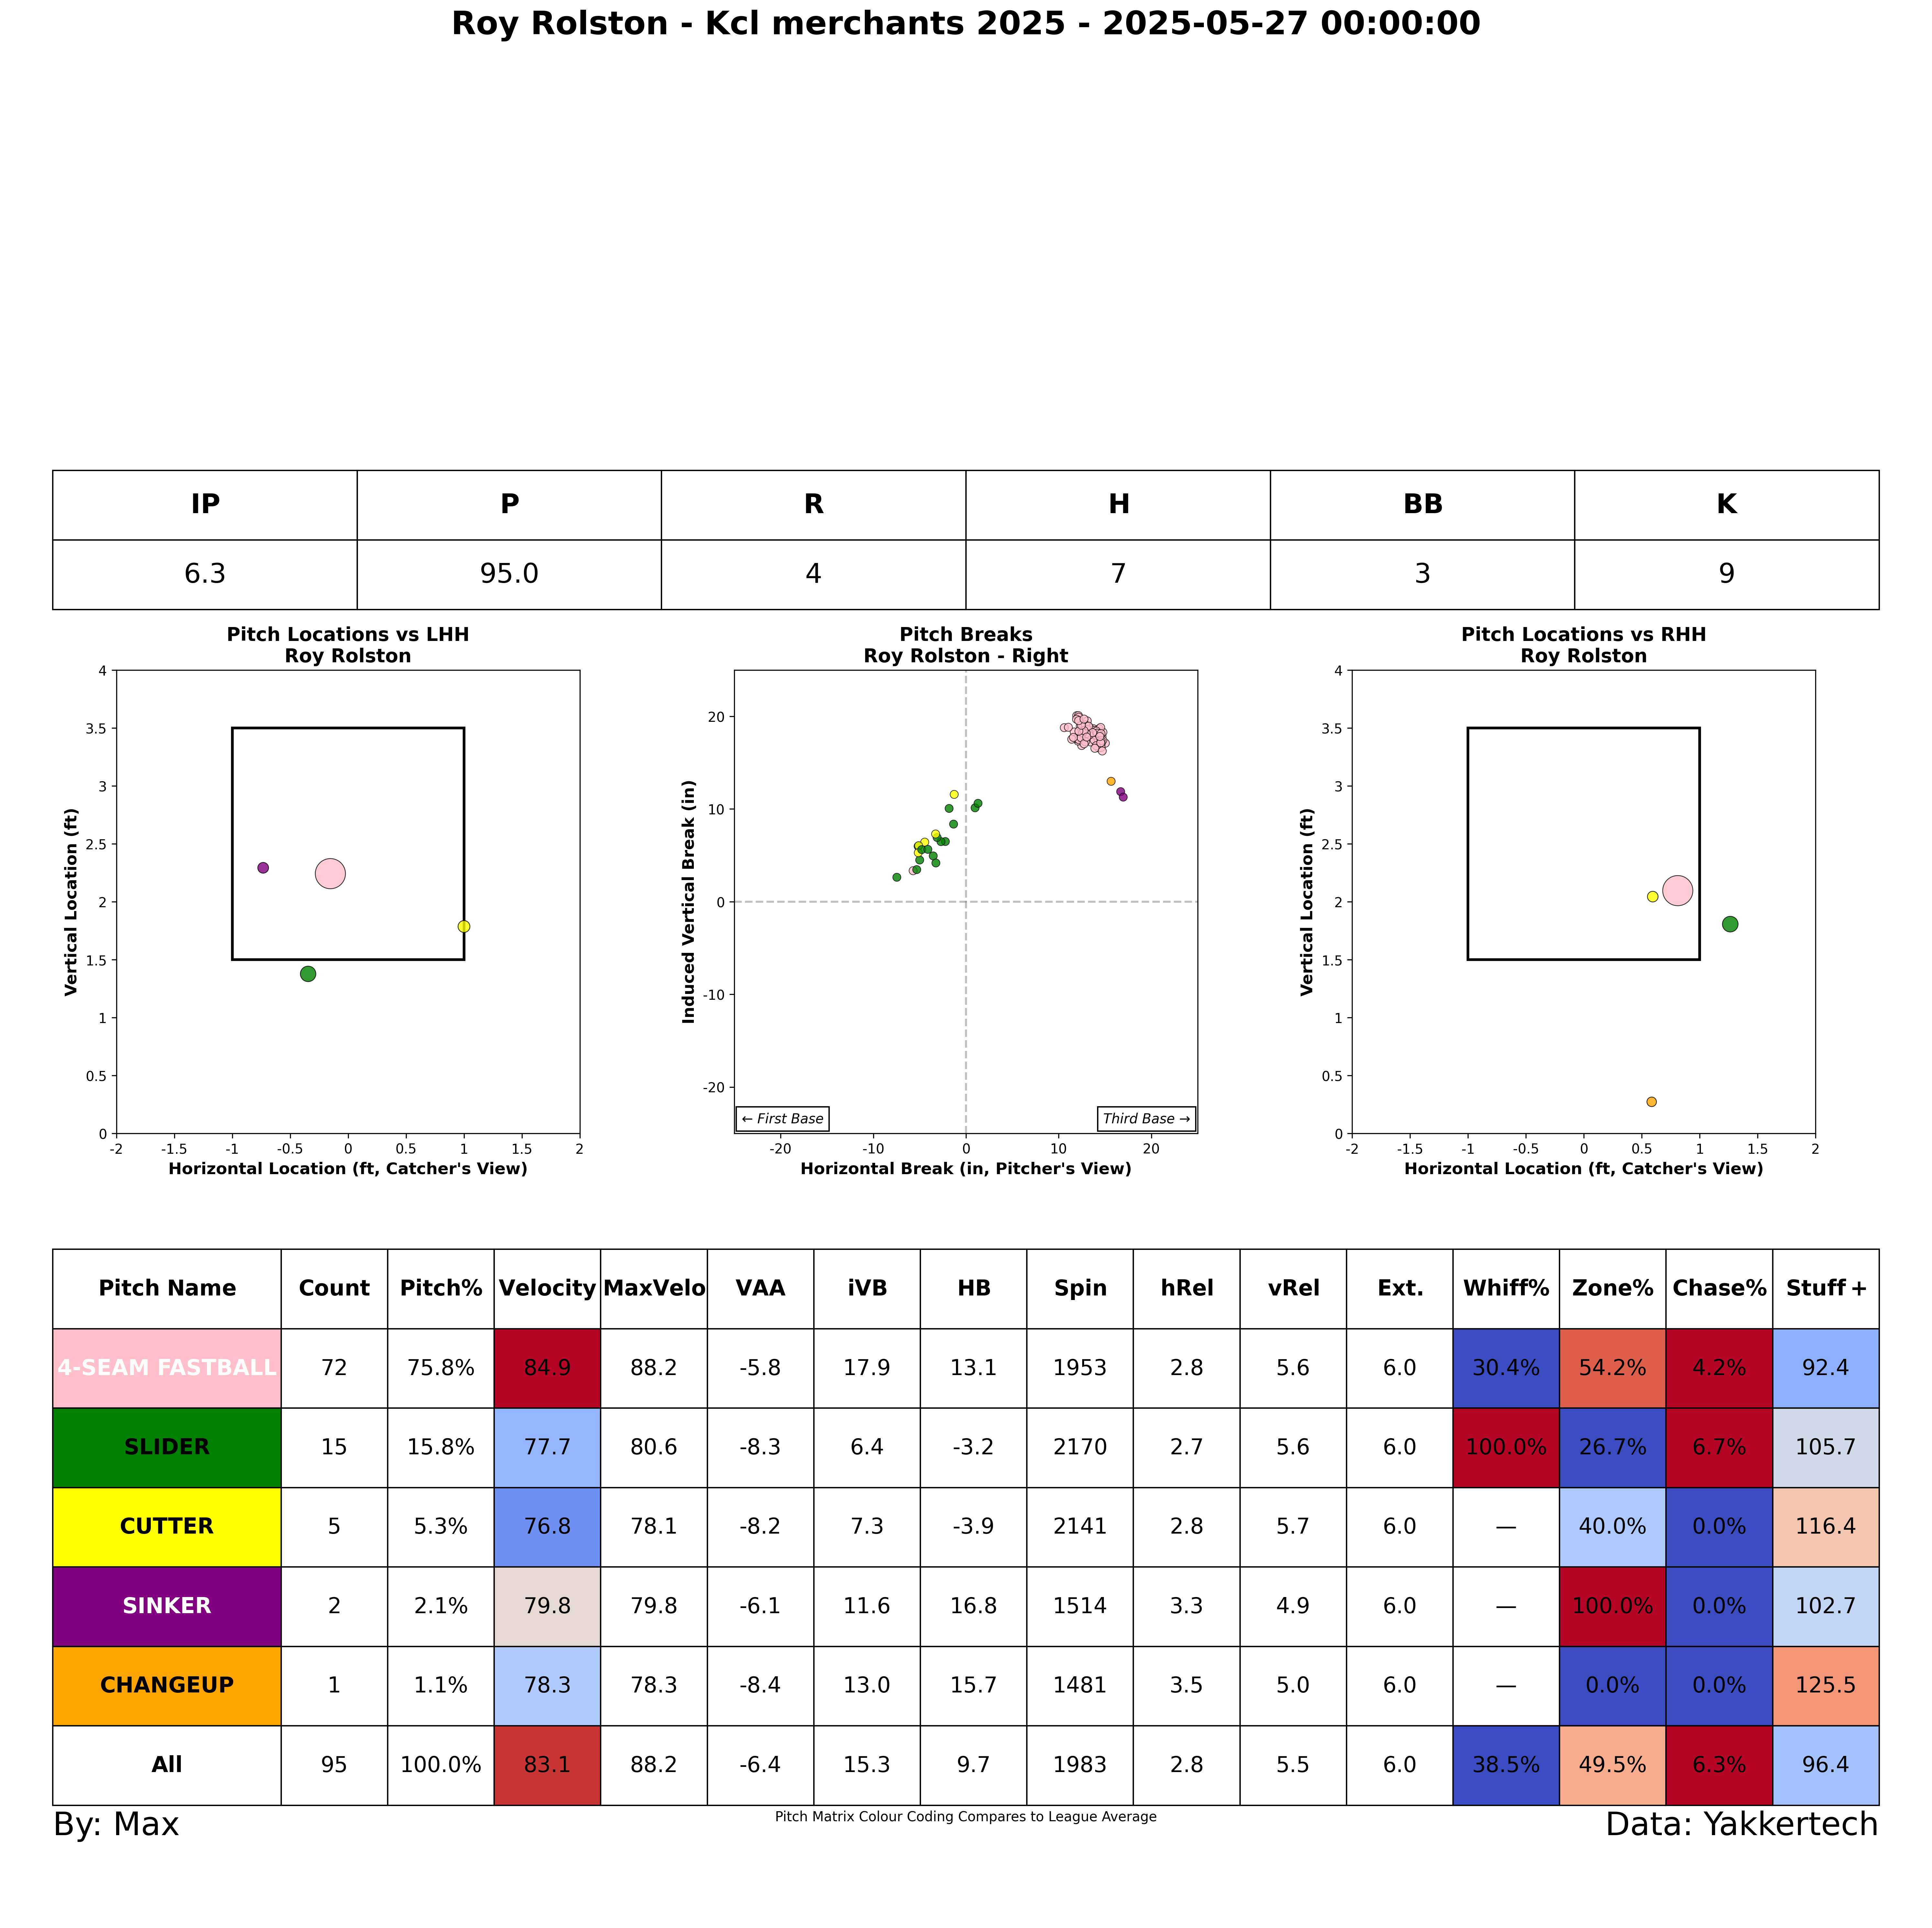 Roy Rolston - Kcl merchants 2025 - 2025-05-27 00:00:00
IP P R H BB K
6.3 95.0 4 7 3 9
Pitch Locations vs LHH
Roy Rolston
4
3.5
3
2.5
2
1.5
1
0.5
0
-2 -1.5 -1 -0.5 0 0.5 1 1.5 2
Vertical Location (ft)
Horizontal Location (ft, Catcher's View)
Pitch Breaks
Roy Rolston - Right
20
10
0
-10
-20
← First Base Third Base →
-20 -10 0 10 20
Induced Vertical Break (in)
Horizontal Break (in, Pitcher's View)
Pitch Locations vs RHH
Roy Rolston
4
3.5
3
2.5
2
1.5
1
0.5
0
-2 -1.5 -1 -0.5 0 0.5 1 1.5 2
Vertical Location (ft)
Horizontal Location (ft, Catcher's View)
Pitch Name Count Pitch% Velocity MaxVelo VAA iVB HB Spin hRel vRel Ext. Whiff% Zone% Chase% Stuff+
4-SEAM FASTBALL 72 75.8% 84.9 88.2 -5.8 17.9 13.1 1953 2.8 5.6 6.0 30.4% 54.2% 4.2% 92.4
SLIDER 15 15.8% 77.7 80.6 -8.3 6.4 -3.2 2170 2.7 5.6 6.0 100.0% 26.7% 6.7% 105.7
CUTTER 5 5.3% 76.8 78.1 -8.2 7.3 -3.9 2141 2.8 5.7 6.0 — 40.0% 0.0% 116.4
SINKER 2 2.1% 79.8 79.8 -6.1 11.6 16.8 1514 3.3 4.9 6.0 — 100.0% 0.0% 102.7
CHANGEUP 1 1.1% 78.3 78.3 -8.4 13.0 15.7 1481 3.5 5.0 6.0 — 0.0% 0.0% 125.5
All 95 100.0% 83.1 88.2 -6.4 15.3 9.7 1983 2.8 5.5 6.0 38.5% 49.5% 6.3% 96.4
By: Max
Pitch Matrix Colour Coding Compares to League Average
Data: Yakkertech